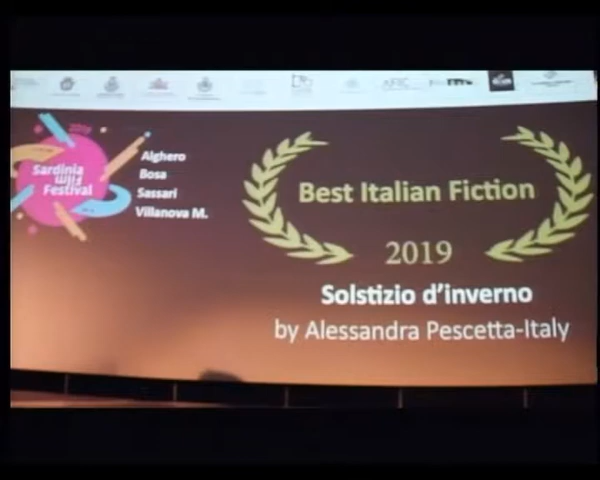 Sardinia
Film
Festival
Alghero
Bosa
Sassari
Villanova M.
Best Italian Fiction
2019
Solstizio d'inverno
by Alessandra Pescetta-Italy